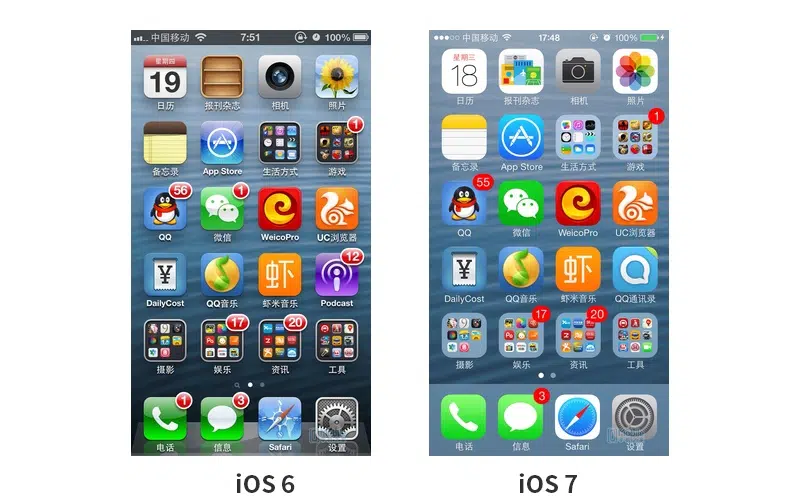 中国移动 7:51 100%
星期四
19
日历 报刊杂志 相机 照片
1
备忘录 App Store 生活方式 游戏
56 1
QQ 微信 WeicoPro UC浏览器
12
¥ 虾
DailyCost QQ音乐 虾米音乐 Podcast
17 20
摄影 娱乐 资讯 工具
1 3
电话 信息 Safari 设置
iOS 6
中国移动 17:48 100%
星期三
18
日历 报刊杂志 相机 照片
1
备忘录 App Store 生活方式 游戏
55
QQ 微信 WeicoPro UC浏览器
¥ 虾
DailyCost QQ音乐 虾米音乐 QQ通讯录
17 20
摄影 娱乐 资讯 工具
3
电话 信息 Safari 设置
iOS 7